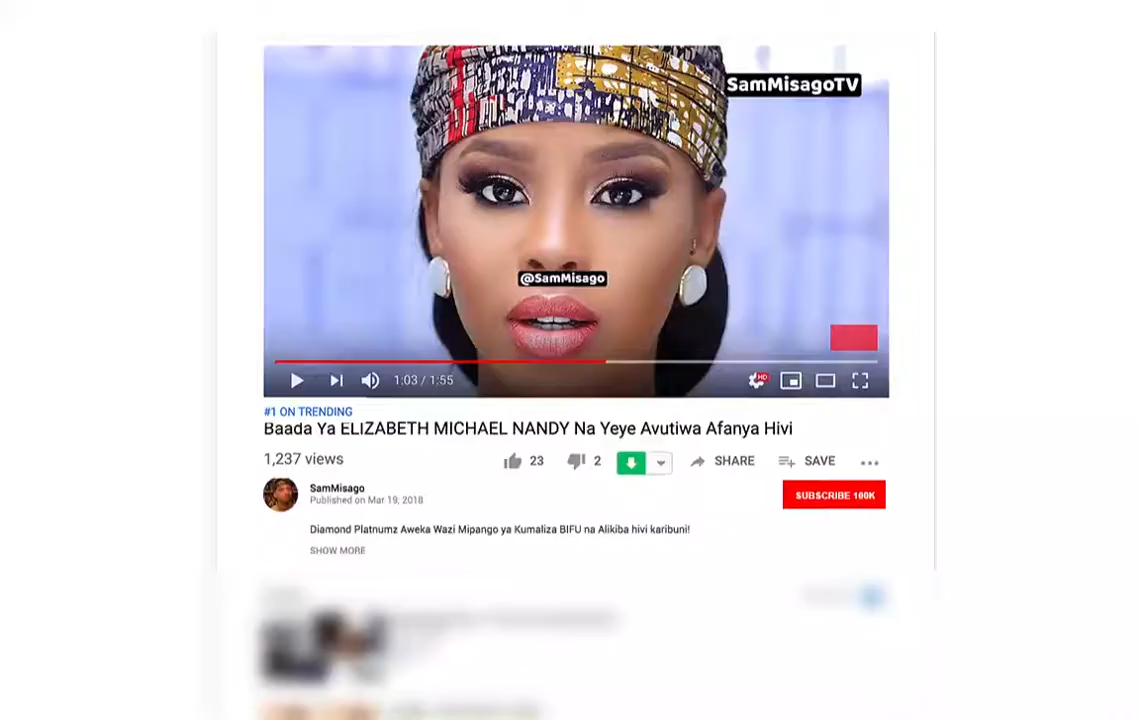 SamMisagoTV
@SamMisago
1:03 / 1:55
HD
#1 ON TRENDING
Baada Ya ELIZABETH MICHAEL NANDY Na Yeye Avutiwa Afanya Hivi
1,237 views
23
2
SHARE
SAVE
SamMisago
Published on Mar 19, 2018
SUBSCRIBE 100K
Diamond Platnumz Aweka Wazi Mipango ya Kumaliza BIFU na Alikiba hivi karibuni!
SHOW MORE